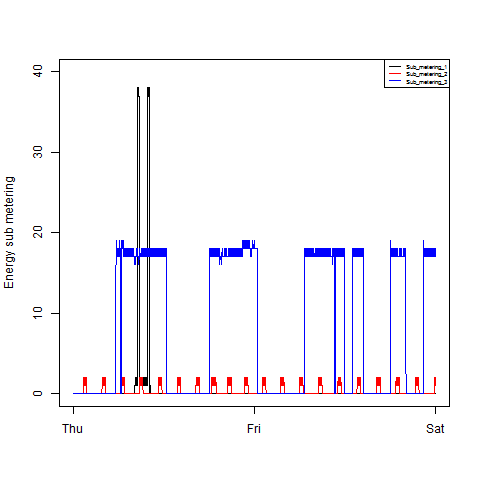 Sub_metering_1
Sub_metering_2
Sub_metering_3
Energy sub metering
40
30
20
10
0
Thu
Fri
Sat